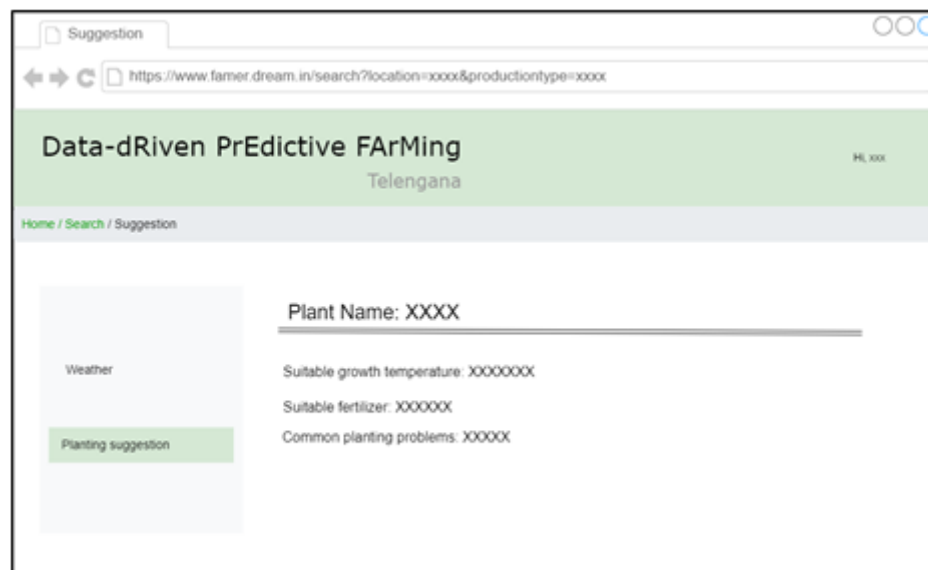 Suggestion
https://www.famer.dream.in/search?location=xxxx&productiontype=xxxx
Data-dRiven PrEdictive FArMing
Telengana
Hi, xxx
Home / Search / Suggestion
Plant Name: XXXX
Weather
Suitable growth temperature: XXXXXXX
Suitable fertilizer: XXXXXX
Planting suggestion
Common planting problems: XXXXX